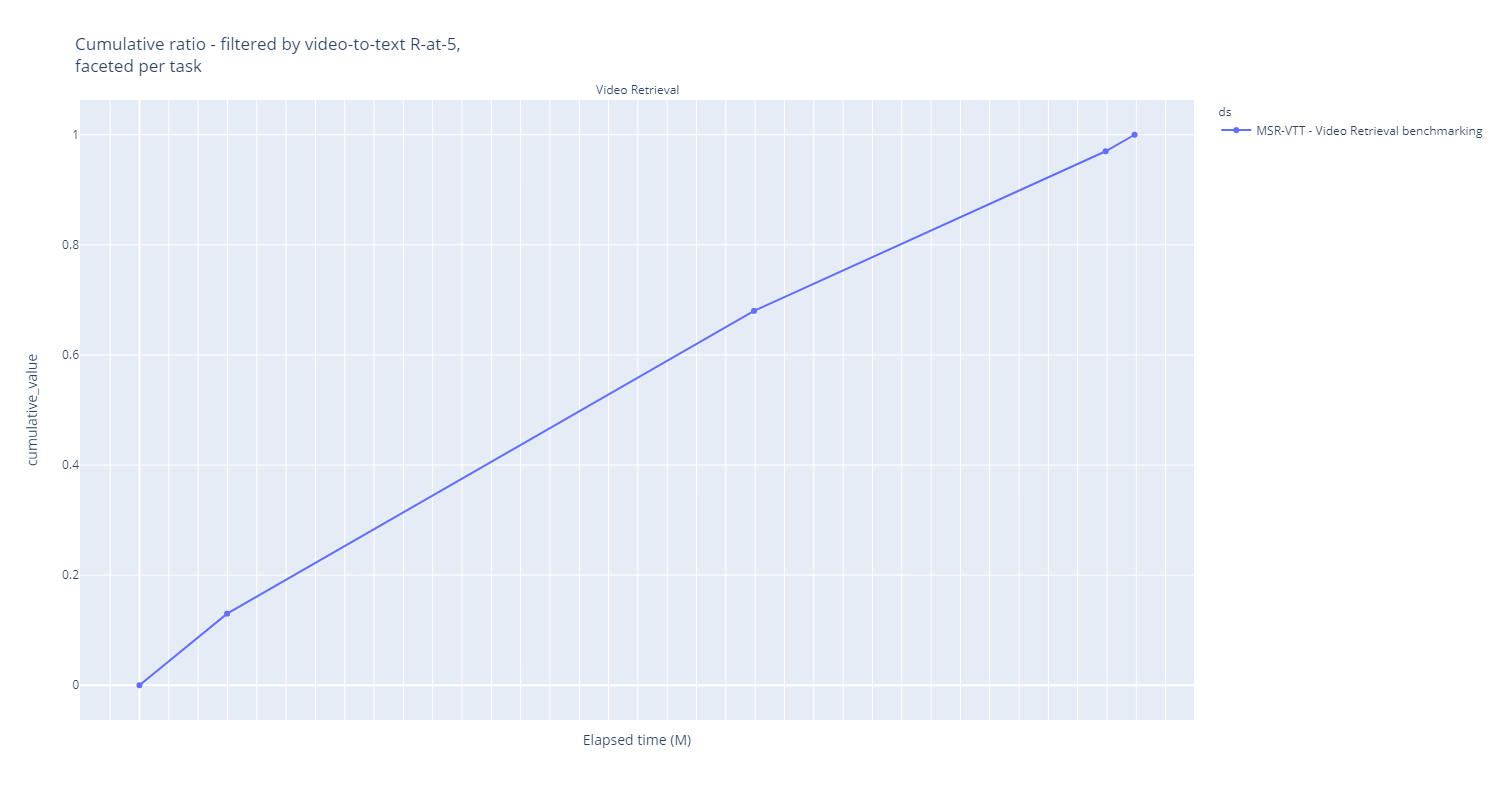 Cumulative ratio - filtered by video-to-text R-at-5,
faceted per task
Video Retrieval
ds
MSR-VTT - Video Retrieval benchmarking
1
0.8
0.6
0.4
0.2
0
cumulative_value
Elapsed time (M)